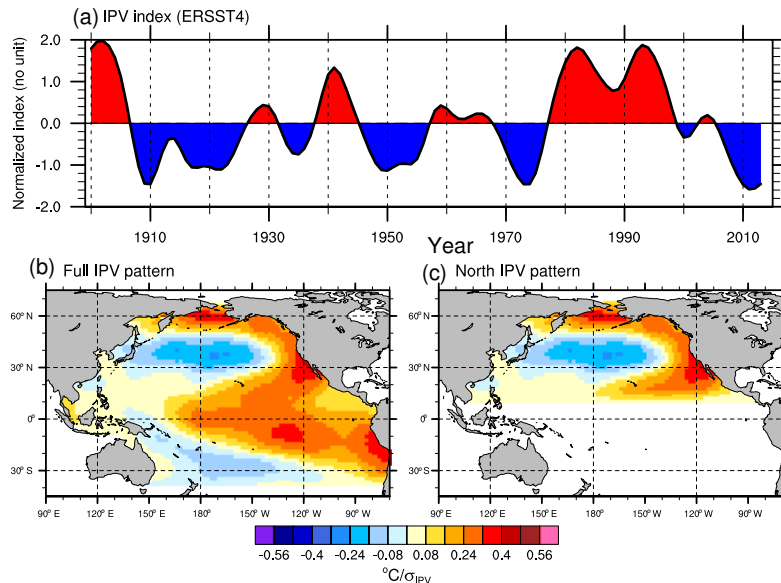 (a) IPV index (ERSST4)
Normalized index (no unit)
2.0
1.0
0.0
-1.0
-2.0
1910 1930 1950 1970 1990 2010
Year
(b) Full IPV pattern
60° N
30° N
0°
30° S
90° E 120° E 150° E 180° 150° W 120° W 90° W
(c) North IPV pattern
60° N
30° N
0°
30° S
90° E 120° E 150° E 180° 150° W 120° W 90° W
-0.56 -0.4 -0.24 -0.08 0.08 0.24 0.4 0.56
°C/σIPV